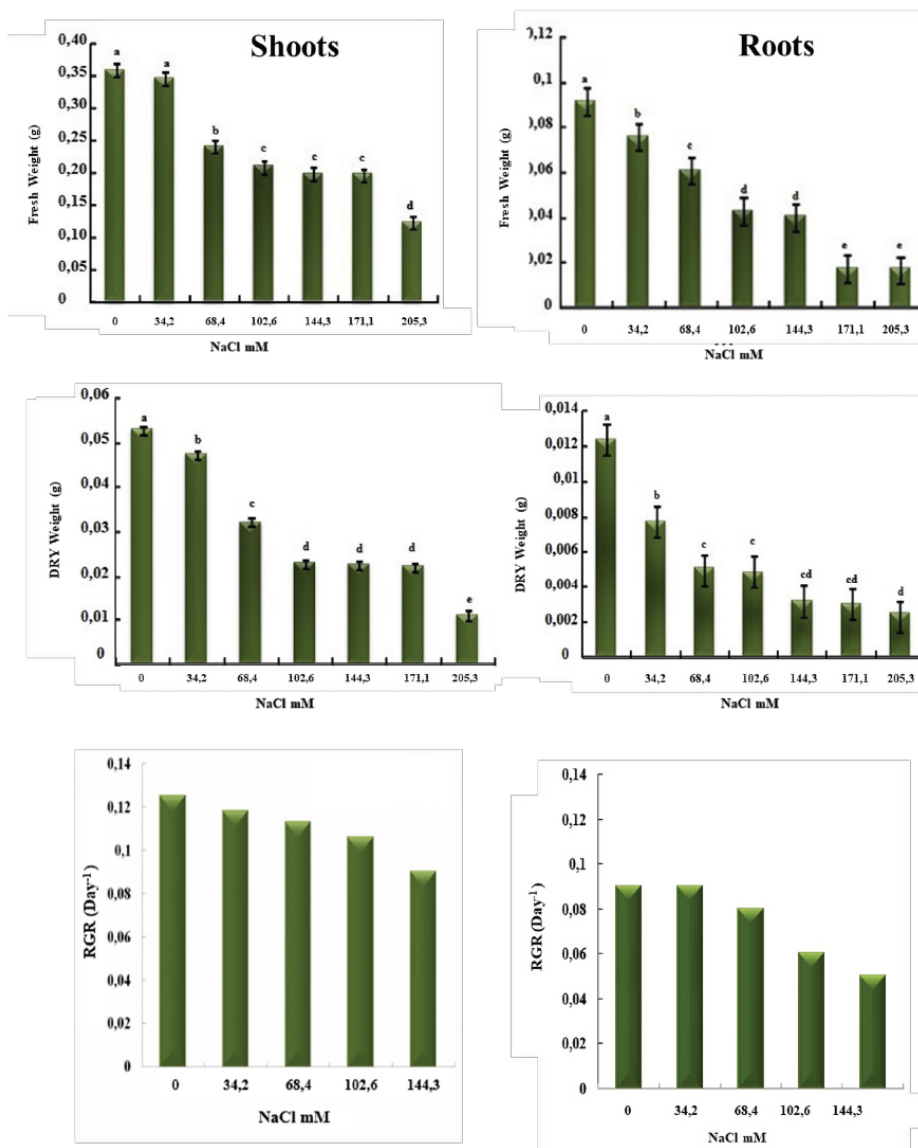 Shoots
0,40
0,35
0,30
0,25
0,20
0,15
0,10
0,05
0
Fresh Weight (g)
a
a
b
c
c
c
d
0 34,2 68,4 102,6 144,3 171,1 205,3
NaCl mM
Roots
0,12
0,1
0,08
0,06
0,04
0,02
0
Fresh Weight (g)
a
b
c
d
d
e
e
0 34,2 68,4 102,6 144,3 171,1 205,3
NaCl mM
0,06
0,05
0,04
0,03
0,02
0,01
0
DRY Weight (g)
a
b
c
d
d
d
e
0 34,2 68,4 102,6 144,3 171,1 205,3
NaCl mM
0,014
0,012
0,01
0,008
0,006
0,004
0,002
0
DRY Weight (g)
a
b
c
c
cd
cd
d
0 34,2 68,4 102,6 144,3 171,1 205,3
NaCl mM
0,14
0,12
0,1
0,08
0,06
0,04
0,02
0
RGR (Day⁻¹)
0 34,2 68,4 102,6 144,3
NaCl mM
0,14
0,12
0,1
0,08
0,06
0,04
0,02
0
RGR (Day⁻¹)
0 34,2 68,4 102,6 144,3
NaCl mM